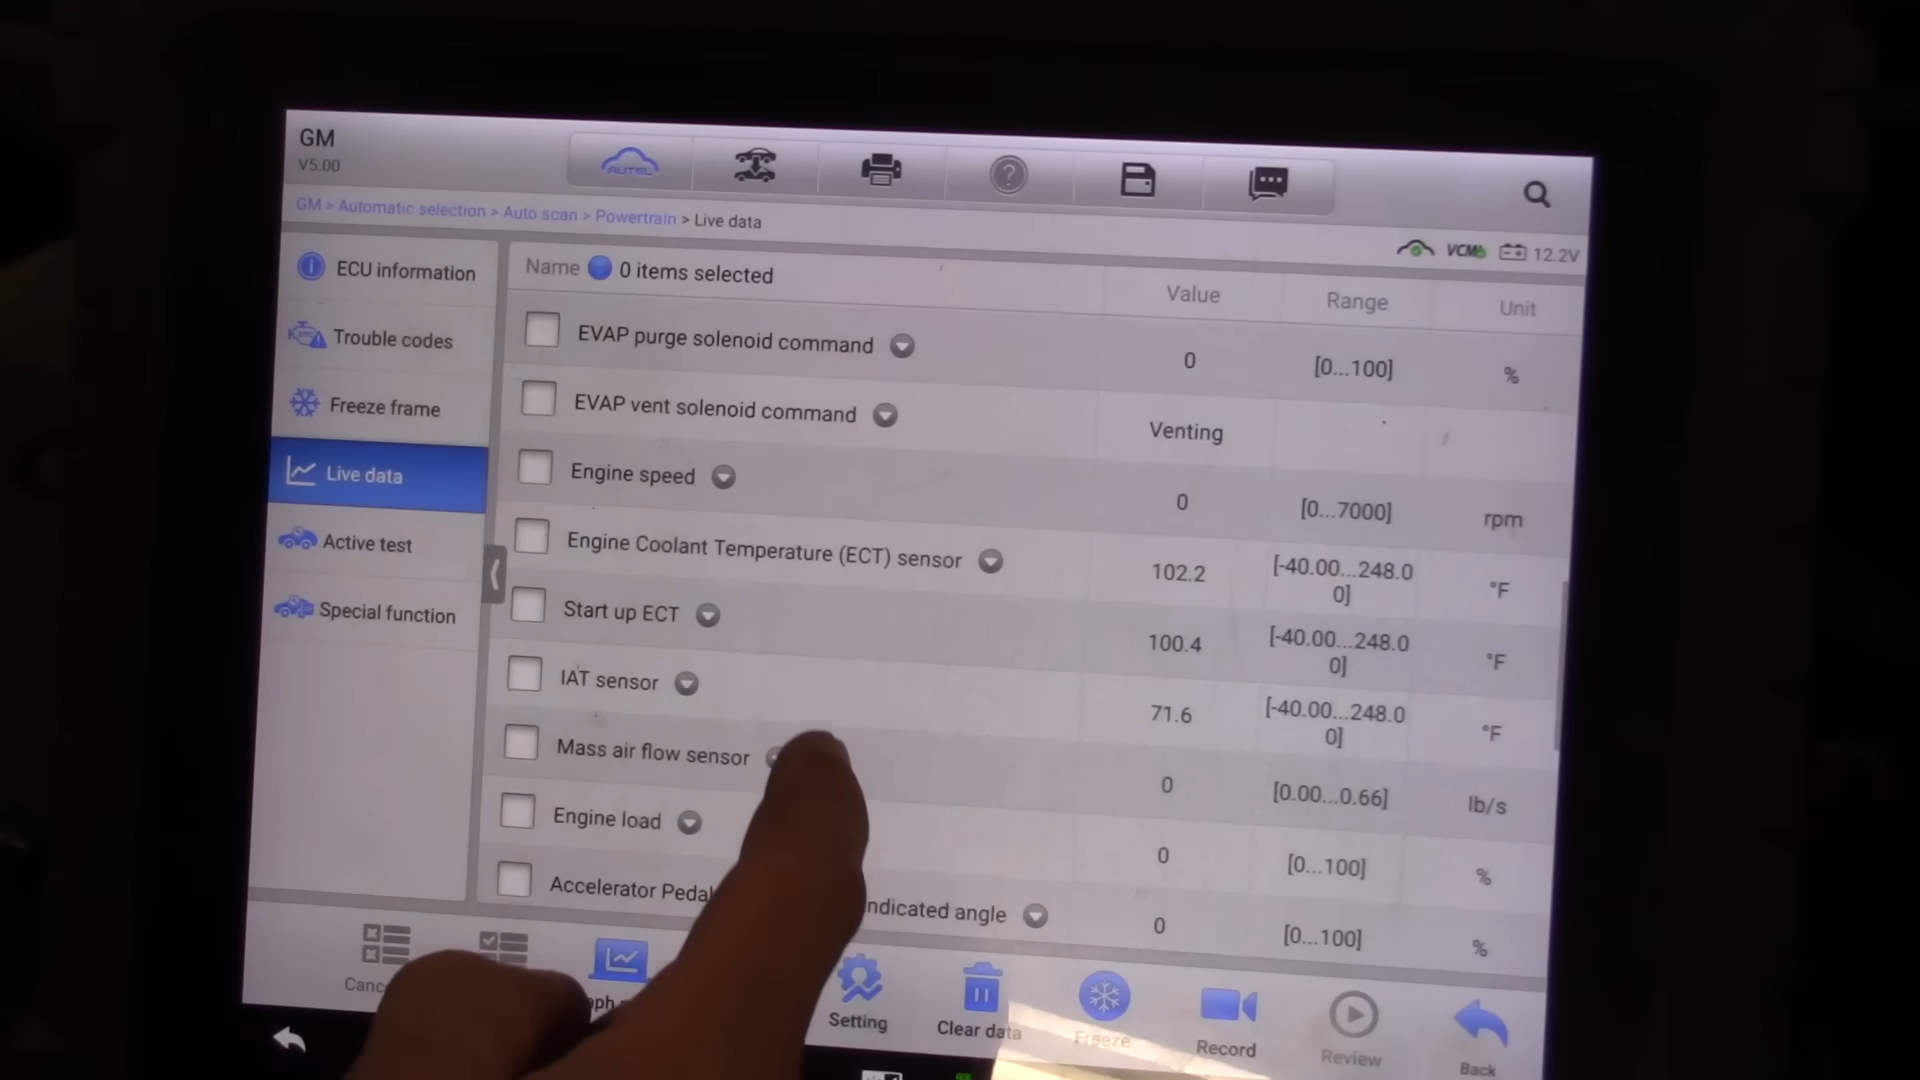 GM
V5.00
AUTEL
GM > Automatic selection > Auto scan > Powertrain > Live data
VCMI 12.2V
ECU information
Trouble codes
Freeze frame
Live data
Active test
Special function
Name 0 items selected Value Range Unit
EVAP purge solenoid command 0 [0...100] %
EVAP vent solenoid command Venting
Engine speed 0 [0...7000] rpm
Engine Coolant Temperature (ECT) sensor 102.2 [-40.00...248.0
0] °F
Start up ECT 100.4 [-40.00...248.0
0] °F
IAT sensor 71.6 [-40.00...248.0
0] °F
Mass air flow sensor 0 [0.00...0.66] lb/s
Engine load 0 [0...100] %
Accelerator Pedal ndicated angle 0 [0...100] %
Canc
ph
Setting
Clear data
Freeze
Record
Review
Back